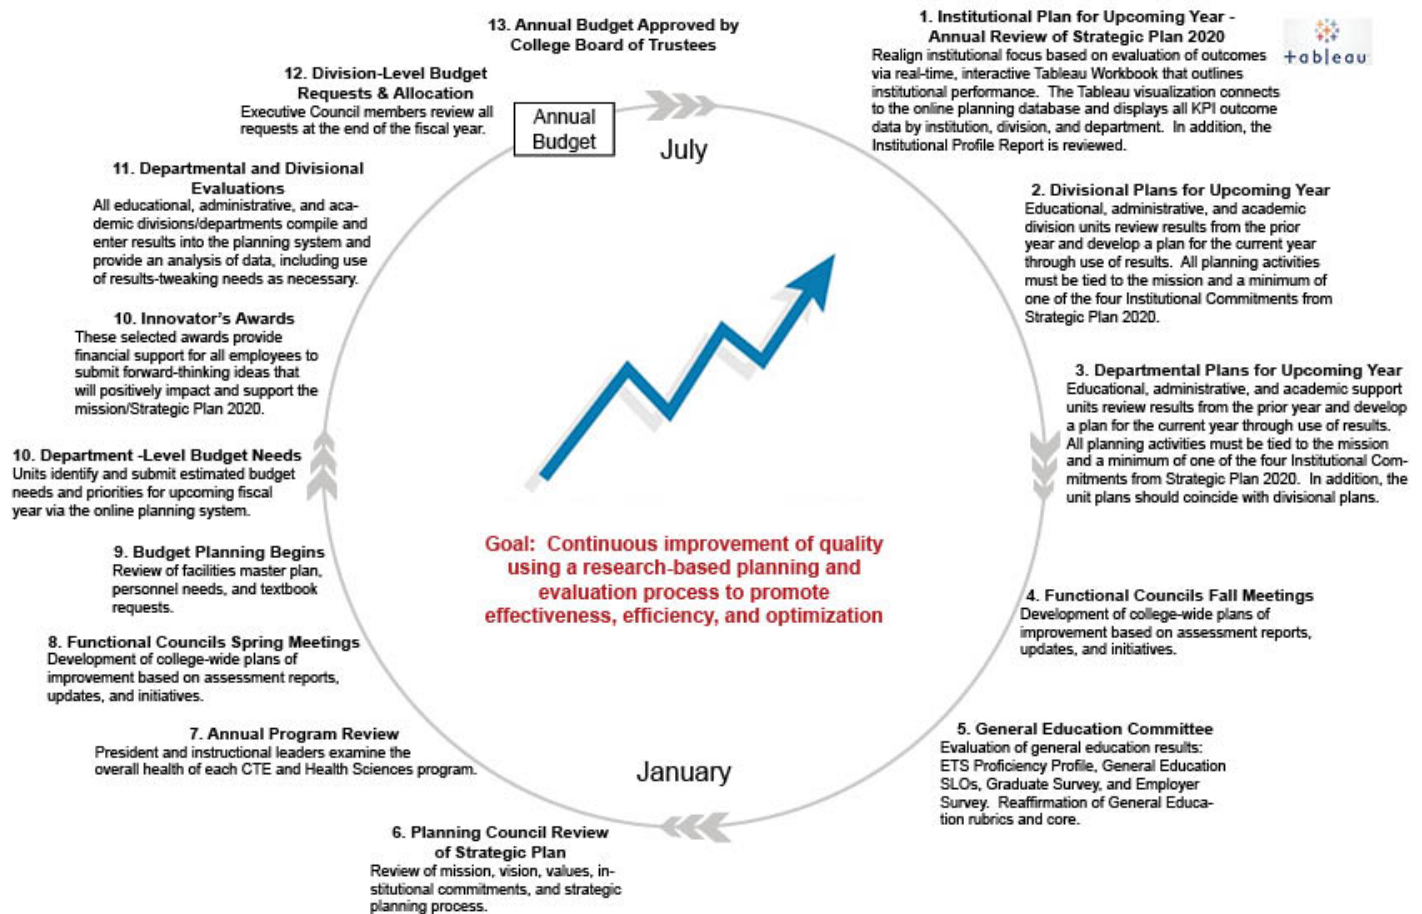 13. Annual Budget Approved by
College Board of Trustees
1. Institutional Plan for Upcoming Year -
Annual Review of Strategic Plan 2020
Realign institutional focus based on evaluation of outcomes
via real-time, interactive Tableau Workbook that outlines
institutional performance.  The Tableau visualization connects
to the online planning database and displays all KPI outcome
data by institution, division, and department.  In addition, the
Institutional Profile Report is reviewed.
tableau
12. Division-Level Budget
Requests & Allocation
Executive Council members review all
requests at the end of the fiscal year.
Annual
Budget
July
11. Departmental and Divisional
Evaluations
All educational, administrative, and aca-
demic divisions/departments compile and
enter results into the planning system and
provide an analysis of data, including use
of results-tweaking needs as necessary.
2. Divisional Plans for Upcoming Year
Educational, administrative, and academic
division units review results from the prior
year and develop a plan for the current year
through use of results.  All planning activities
must be tied to the mission and a minimum of
one of the four Institutional Commitments from
Strategic Plan 2020.
10. Innovator's Awards
These selected awards provide
financial support for all employees to
submit forward-thinking ideas that
will positively impact and support the
mission/Strategic Plan 2020.
3. Departmental Plans for Upcoming Year
Educational, administrative, and academic support
units review results from the prior year and develop
a plan for the current year through use of results.
All planning activities must be tied to the mission
and a minimum of one of the four Institutional Com-
mitments from Strategic Plan 2020.  In addition, the
unit plans should coincide with divisional plans.
10. Department -Level Budget Needs
Units identify and submit estimated budget
needs and priorities for upcoming fiscal
year via the online planning system.
Goal:  Continuous improvement of quality
using a research-based planning and
evaluation process to promote
effectiveness, efficiency, and optimization
9. Budget Planning Begins
Review of facilities master plan,
personnel needs, and textbook
requests.
4. Functional Councils Fall Meetings
Development of college-wide plans of
improvement based on assessment reports,
updates, and initiatives.
8. Functional Councils Spring Meetings
Development of college-wide plans of
improvement based on assessment reports,
updates, and initiatives.
5. General Education Committee
Evaluation of general education results:
ETS Proficiency Profile, General Education
SLOs, Graduate Survey, and Employer
Survey.  Reaffirmation of General Educa-
tion rubrics and core.
7. Annual Program Review
President and instructional leaders examine the
overall health of each CTE and Health Sciences program.
January
6. Planning Council Review
of Strategic Plan
Review of mission, vision, values, in-
stitutional commitments, and strategic
planning process.